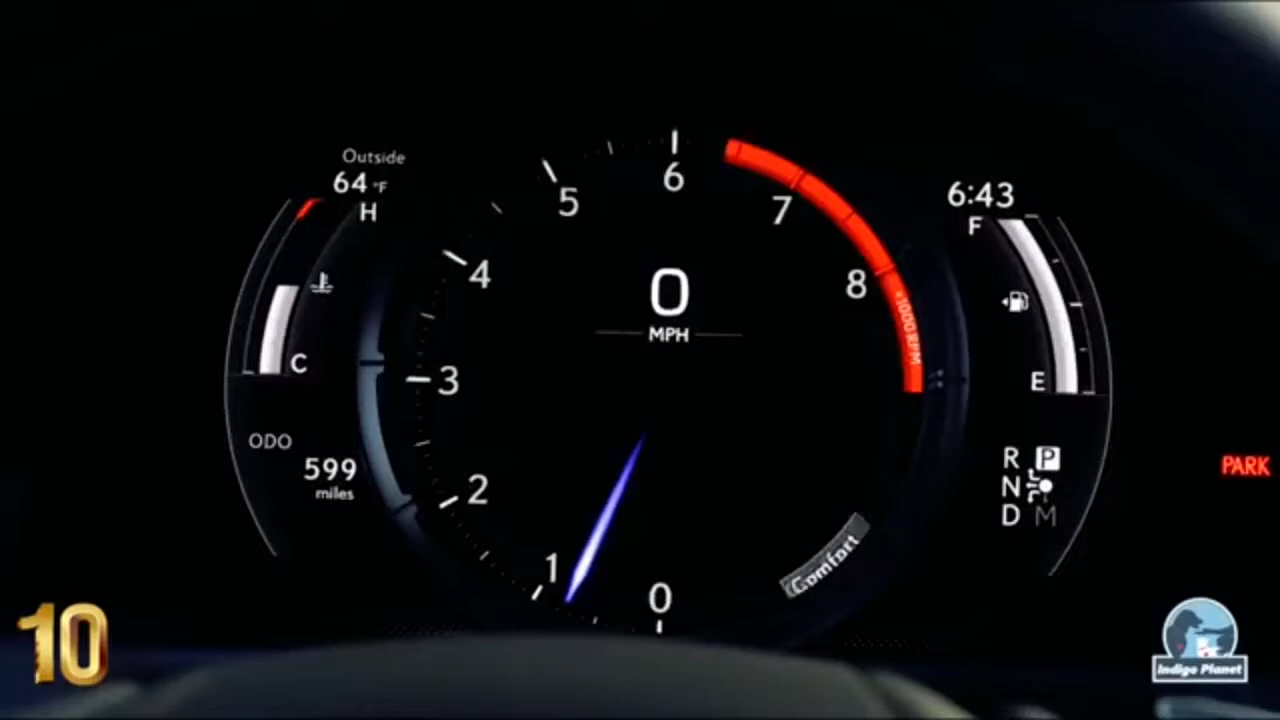 Outside
64 °F
H
C
ODO
599
miles
0
1
2
3
4
5
6
7
8
x1000RPM
0
MPH
Comfort
6:43
F
E
R P
N
D M
PARK
10
Indigo Planet